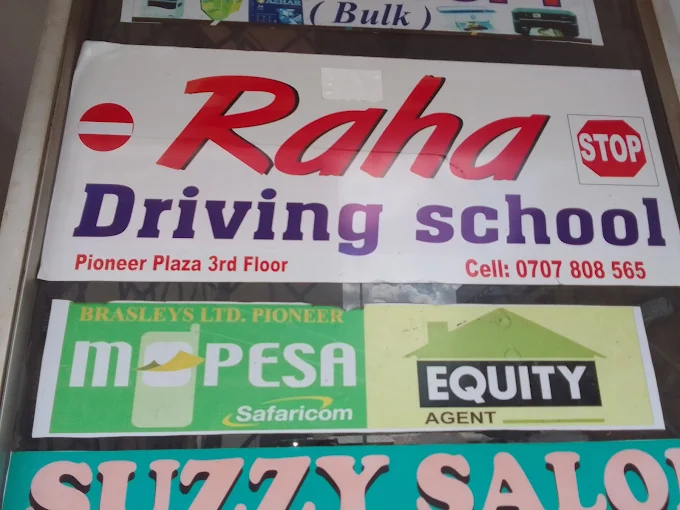 ( Bulk )
Raha
STOP
Driving school
Pioneer Plaza 3rd Floor
Cell: 0707 808 565
BRASLEYS LTD. PIONEER
M PESA
Safaricom
EQUITY
AGENT
SUZZY SALO